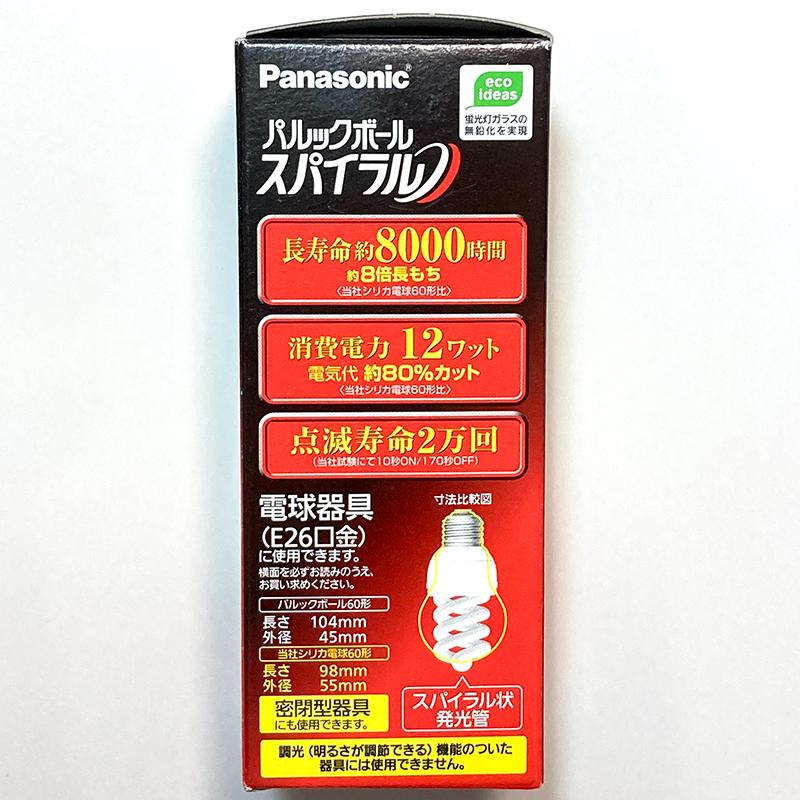 Panasonic®
eco
ideas
蛍光灯ガラスの
無鉛化を実現
パルックボール
スパイラル
長寿命約8000時間
約8倍長もち
〈当社シリカ電球60形比〉
消費電力 12ワット
電気代 約80%カット
〈当社シリカ電球60形比〉
点滅寿命2万回
(当社試験にて10秒ON/170秒OFF)
電球器具
(E26口金)
に使用できます。
横面を必ずお読みのうえ、
お買い求めください。
寸法比較図
パルックボール60形
長さ 104mm
外径 45mm
当社シリカ電球60形
長さ 98mm
外径 55mm
密閉型器具
にも使用できます。
スパイラル状
発光管
調光(明るさが調節できる)機能のついた
器具には使用できません。